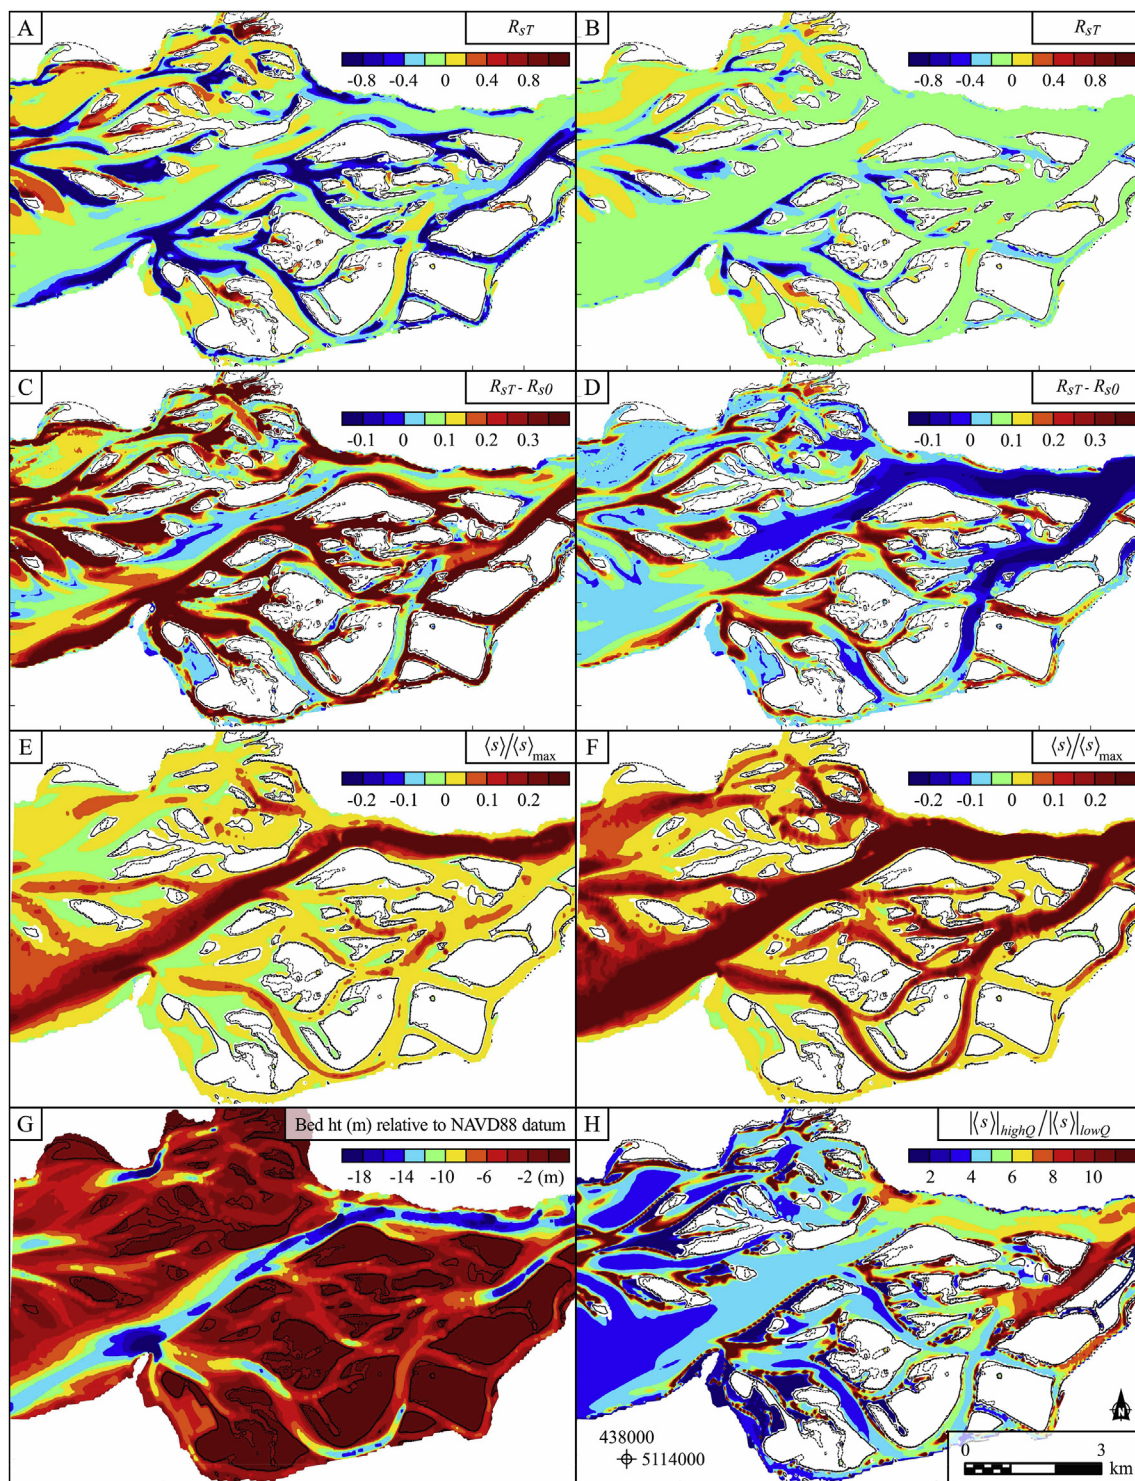 A
R_sT
-0.8 -0.4 0 0.4 0.8
B
R_sT
-0.8 -0.4 0 0.4 0.8
C
R_sT - R_s0
-0.1 0 0.1 0.2 0.3
D
R_sT - R_s0
-0.1 0 0.1 0.2 0.3
E
⟨s⟩/⟨s⟩max
-0.2 -0.1 0 0.1 0.2
F
⟨s⟩/⟨s⟩max
-0.2 -0.1 0 0.1 0.2
G
Bed ht (m) relative to NAVD88 datum
-18 -14 -10 -6 -2 (m)
H
|⟨s⟩|highQ/|⟨s⟩|lowQ
2 4 6 8 10
N
438000
5114000
0 3
km